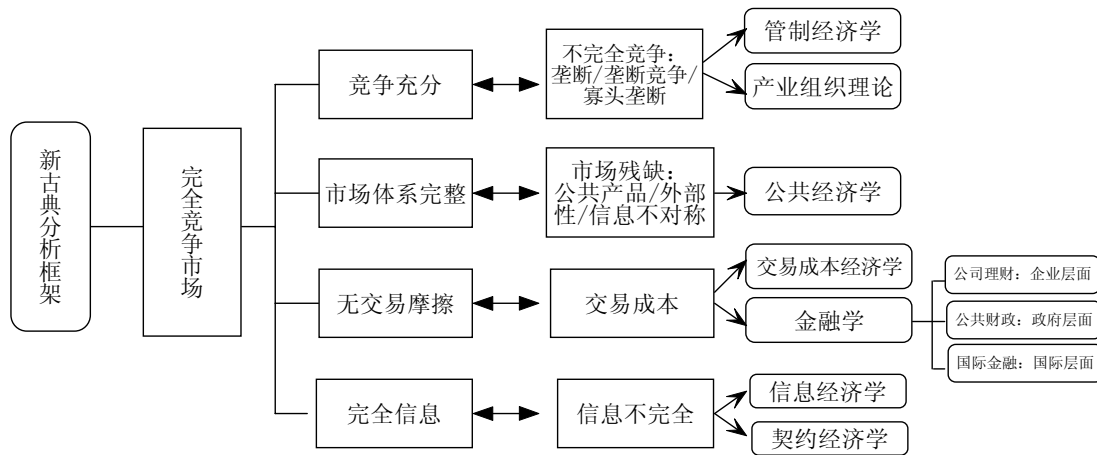 新古典分析框架
完全竞争市场
竞争充分
不完全竞争：
垄断/垄断竞争/
寡头垄断
管制经济学
产业组织理论
市场体系完整
市场残缺：
公共产品/外部
性/信息不对称
公共经济学
无交易摩擦
交易成本
交易成本经济学
金融学
公司理财：企业层面
公共财政：政府层面
国际金融：国际层面
完全信息
信息不完全
信息经济学
契约经济学